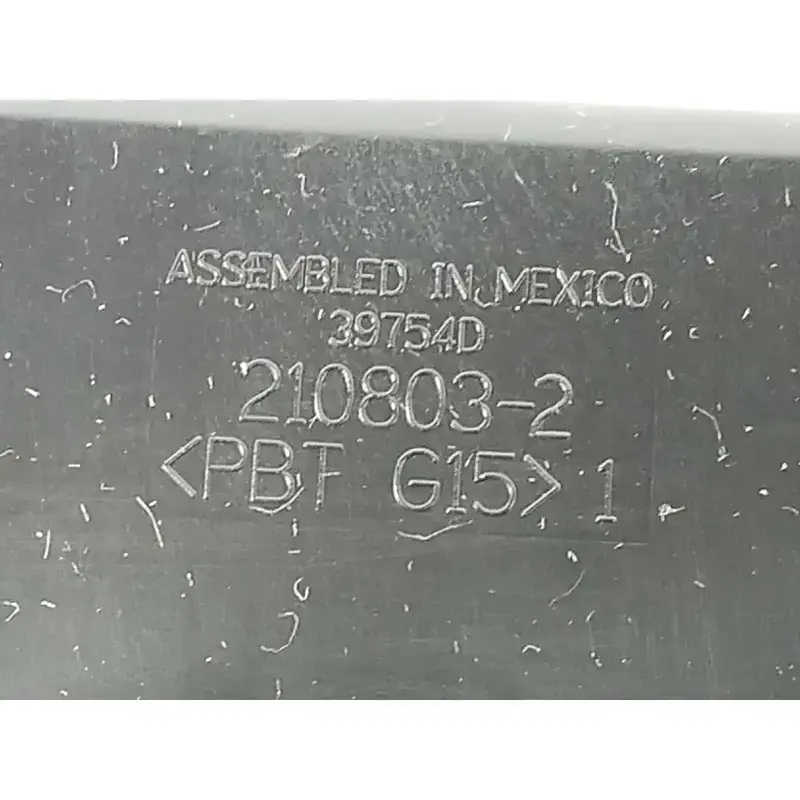 ASSEMBLED IN MEXICO
39754D
210803-2
<PBT G15> 1